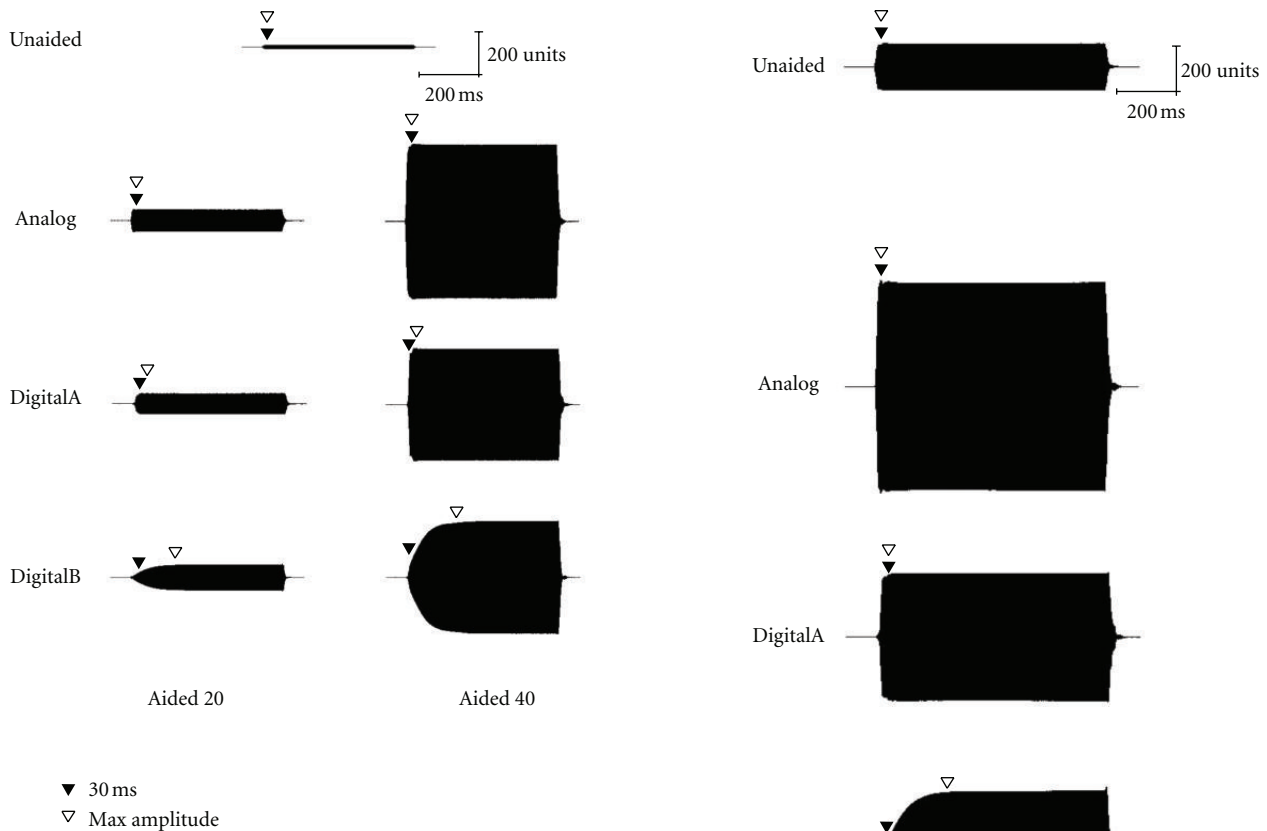 Unaided
200 units
200 ms
Analog
DigitalA
DigitalB
Aided 20
Aided 40
30 ms
Max amplitude
Unaided
200 units
200 ms
Analog
DigitalA